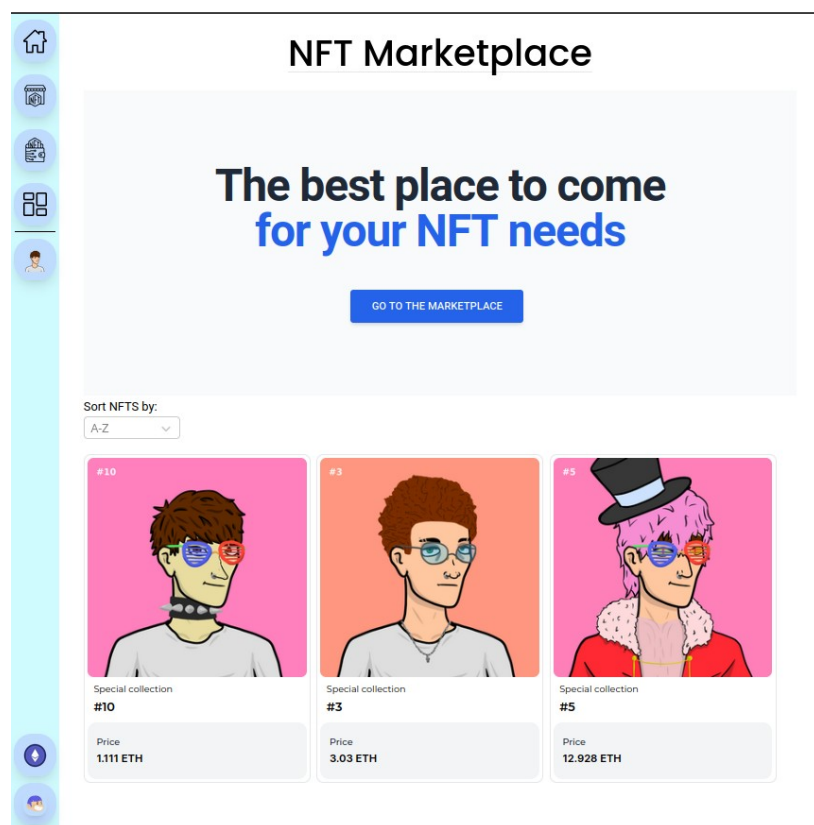 NFT Marketplace
NFT
NFT
The best place to come
for your NFT needs
GO TO THE MARKETPLACE
Sort NFTS by:
A-Z
#10
#3
#5
Special collection
#10
Price
1.111 ETH
Special collection
#3
Price
3.03 ETH
Special collection
#5
Price
12.928 ETH